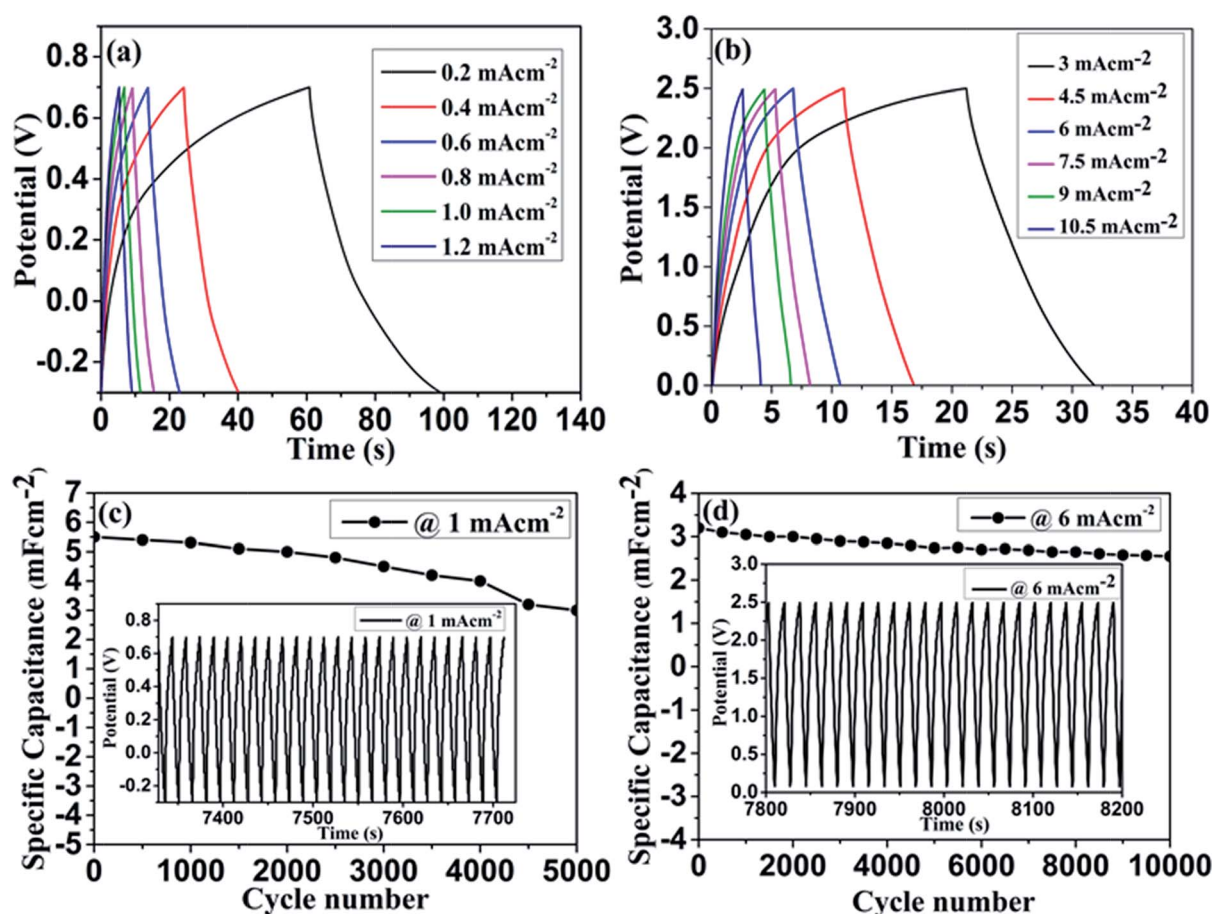 (a)
0.2 mAcm-2
0.4 mAcm-2
0.6 mAcm-2
0.8 mAcm-2
1.0 mAcm-2
1.2 mAcm-2
0.8
0.6
0.4
0.2
0.0
-0.2
Potential (V)
0 20 40 60 80 100 120 140
Time (s)
(b)
3 mAcm-2
4.5 mAcm-2
6 mAcm-2
7.5 mAcm-2
9 mAcm-2
10.5 mAcm-2
3.0
2.5
2.0
1.5
1.0
0.5
0.0
Potential (V)
0 5 10 15 20 25 30 35 40
Time (s)
(c)
@ 1 mAcm-2
7
6
5
4
3
2
1
0
-1
-2
-3
-4
-5
Specific Capacitance (mFcm-2)
@ 1 mAcm-2
0.8
0.6
0.4
0.2
0.0
-0.2
Potential (V)
7400 7500 7600 7700
Time (s)
0 1000 2000 3000 4000 5000
Cycle number
(d)
@ 6 mAcm-2
4
3
2
1
0
-1
-2
-3
-4
Specific Capacitance (mFcm-2)
@ 6 mAcm-2
3.0
2.5
2.0
1.5
1.0
0.5
0.0
Potential (V)
7800 7900 8000 8100 8200
Time (s)
0 2000 4000 6000 8000 10000
Cycle number